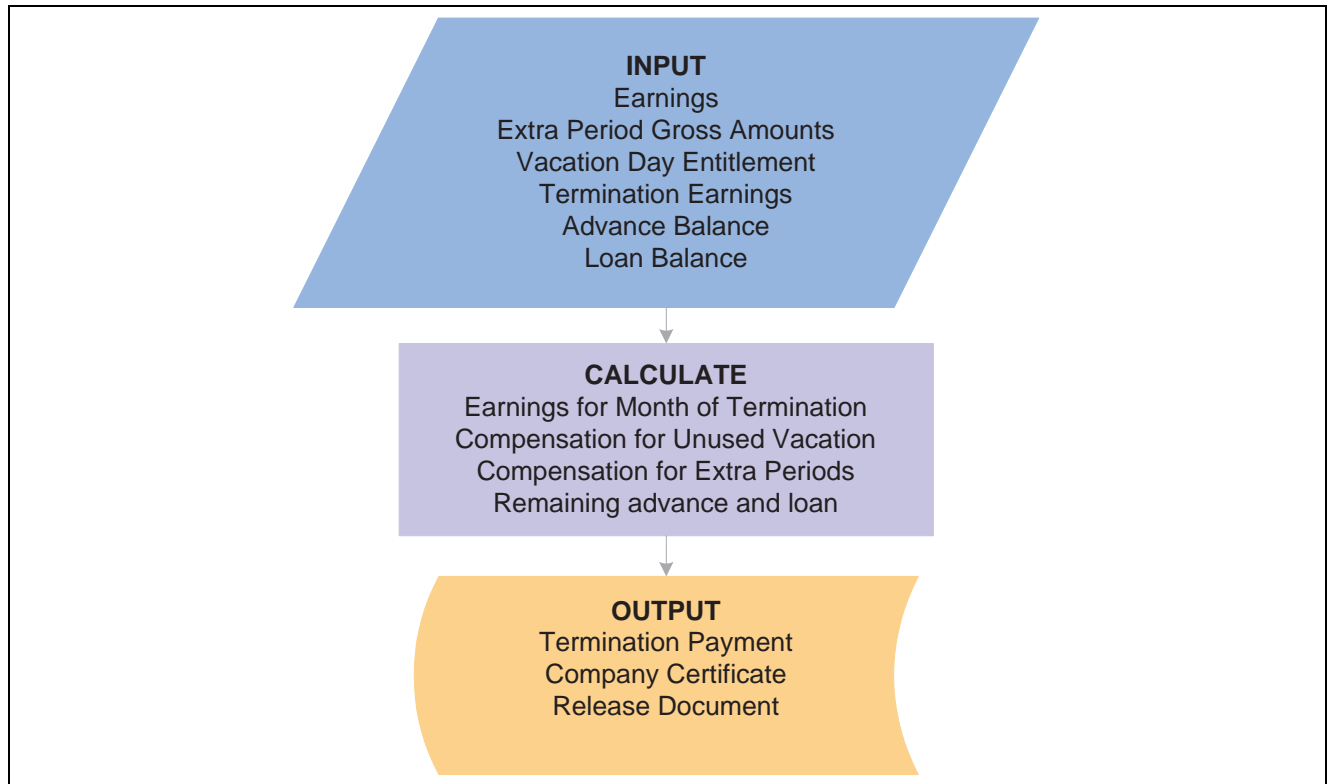 INPUT
Earnings
Extra Period Gross Amounts
Vacation Day Entitlement
Termination Earnings
Advance Balance
Loan Balance
CALCULATE
Earnings for Month of Termination
Compensation for Unused Vacation
Compensation for Extra Periods
Remaining advance and loan
OUTPUT
Termination Payment
Company Certificate
Release Document